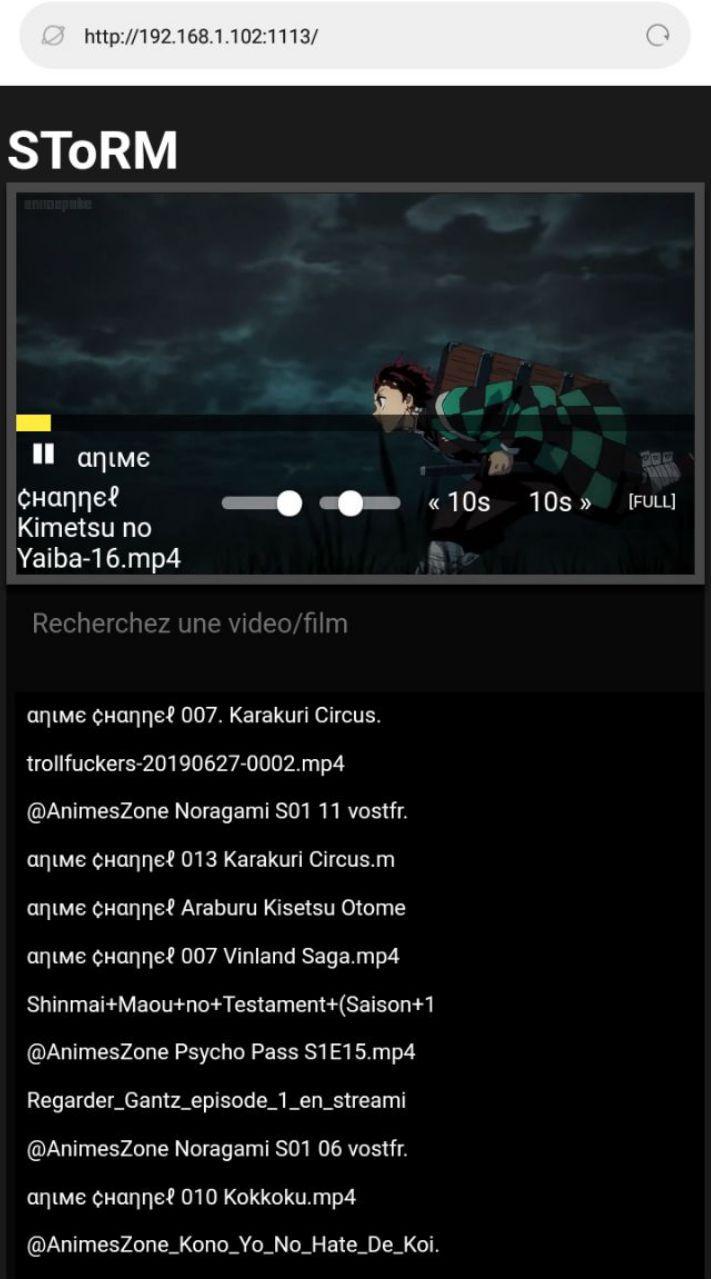 http://192.168.1.102:1113/
SToRM
ennoepake
αηιмє
¢нαηηєℓ
Kimetsu no
Yaiba-16.mp4
« 10s
10s »
[FULL]
Recherchez une video/film
αηιмє ¢нαηηєℓ 007. Karakuri Circus.
trollfuckers-20190627-0002.mp4
@AnimesZone Noragami S01 11 vostfr.
αηιмє ¢нαηηєℓ 013 Karakuri Circus.m
αηιмє ¢нαηηєℓ Araburu Kisetsu Otome
αηιмє ¢нαηηєℓ 007 Vinland Saga.mp4
Shinmai+Maou+no+Testament+(Saison+1
@AnimesZone Psycho Pass S1E15.mp4
Regarder_Gantz_episode_1_en_streami
@AnimesZone Noragami S01 06 vostfr.
αηιмє ¢нαηηєℓ 010 Kokkoku.mp4
@AnimesZone_Kono_Yo_No_Hate_De_Koi.